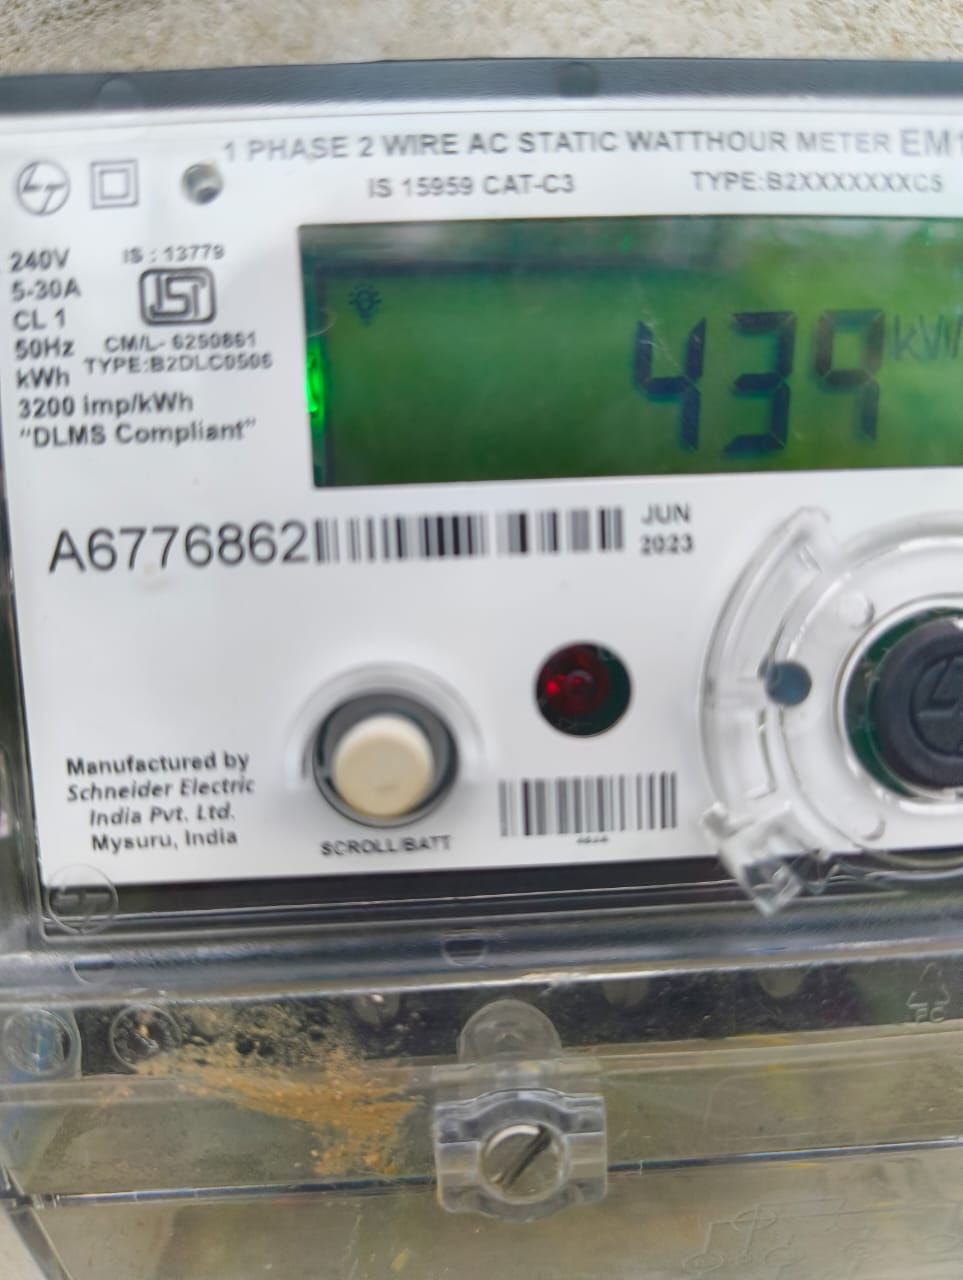 1 PHASE 2 WIRE AC STATIC WATTHOUR METER EM1
IS 15959 CAT-C3
TYPE:B2XXXXXXXC5
240V
5-30A
CL 1
50Hz
kWh
3200 imp/kWh
"DLMS Compliant"
IS : 13779
CM/L- 6250861
TYPE:B2DLC0506
439 kW
A6776862
JUN
2023
Manufactured by
Schneider Electric
India Pvt. Ltd.
Mysuru, India
SCROLL/BATT